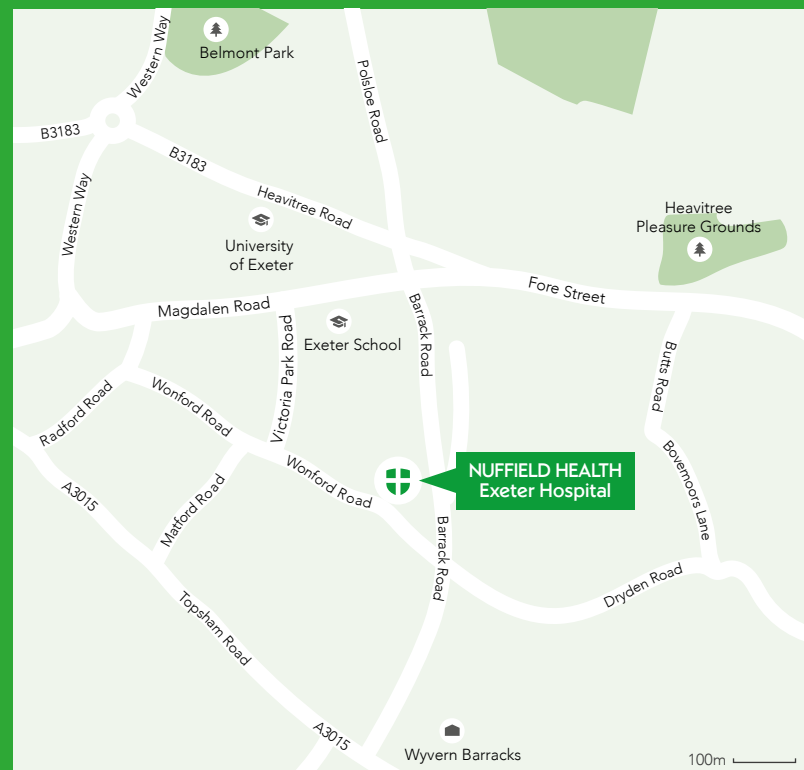 Belmont Park
Western Way
Polsloe Road
B3183
B3183
Western Way
Heavitree Road
Heavitree
Pleasure Grounds
University
of Exeter
Magdalen Road
Fore Street
Exeter School
Barrack Road
Victoria Park Road
Butts Road
Radford Road
Wonford Road
Bovemoors Lane
Wonford Road
NUFFIELD HEALTH
Exeter Hospital
A3015
Matford Road
Barrack Road
Dryden Road
Topsham Road
A3015
Wyvern Barracks
100m